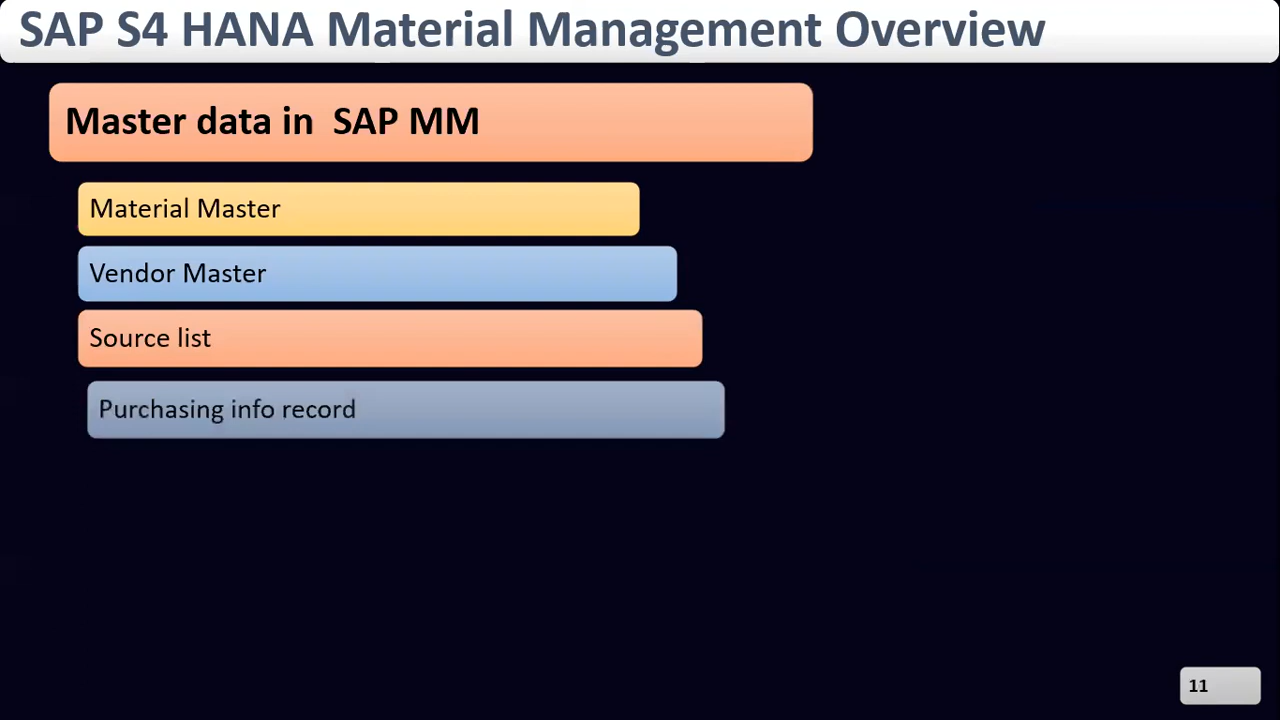 SAP S4 HANA Material Management Overview
Master data in  SAP MM
Material Master
Vendor Master
Source list
Purchasing info record
11